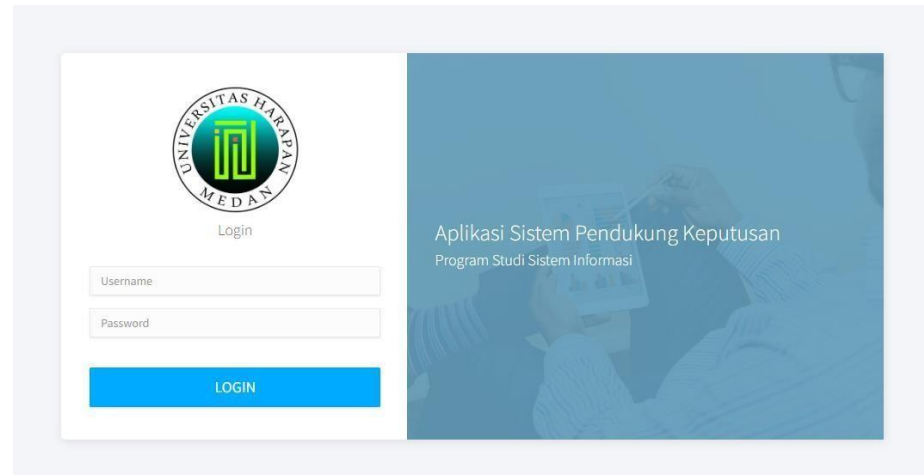 UNIVERSITAS HARAPAN
MEDAN
Login
Username
Password
LOGIN
Aplikasi Sistem Pendukung Keputusan
Program Studi Sistem Informasi